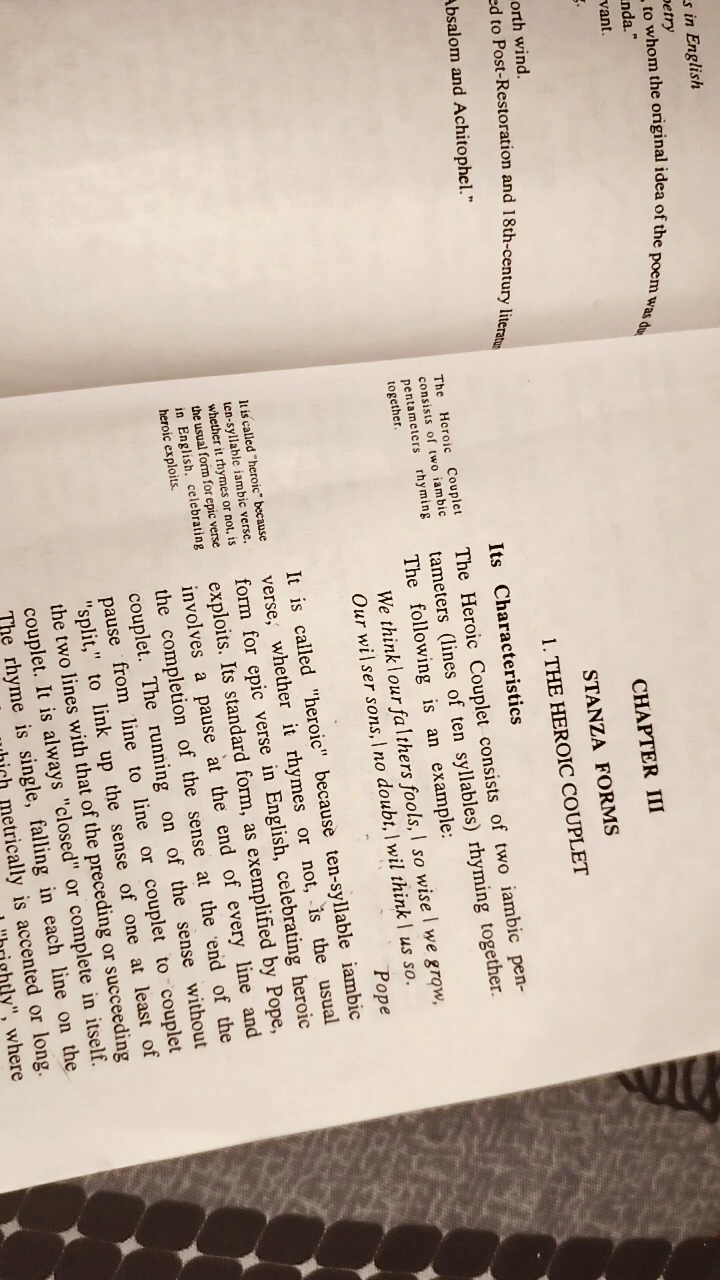 s in English
oetry
, to whom the original idea of the poem was du
nda."
vant.
orth wind.
ed to Post-Restoration and 18th-century literatur
Absalom and Achitophel."
CHAPTER III
STANZA FORMS
1. THE HEROIC COUPLET
Its Characteristics
The Heroic Couplet consists of two iambic pen-
tameters (lines of ten syllables) rhyming together.
The following is an example:
We think | our fa | thers fools, | so wise | we grow,
Our wi | ser sons, | no doubt, | wil think | us so.
Pope
The Heroic Couplet
consists of two iambic
pentameters rhyming
together.
It is called "heroic" because ten-syllable iambic
verse, whether it rhymes or not, is the usual
form for epic verse in English, celebrating heroic
exploits. Its standard form, as exemplified by Pope,
involves a pause at the end of every line and
the completion of the sense at the end of the
couplet. The running on of the sense without
pause from line to line or couplet to couplet
"split," to link up the sense of one at least of
the two lines with that of the preceding or succeeding
couplet. It is always "closed" or complete in itself.
The rhyme is single, falling in each line on the
which metrically is accented or long.
"brightly", where
It is called "heroic" because
ten-syllable iambic verse,
whether it rhymes or not, is
the usual form for epic verse
in English, celebrating
heroic exploits.